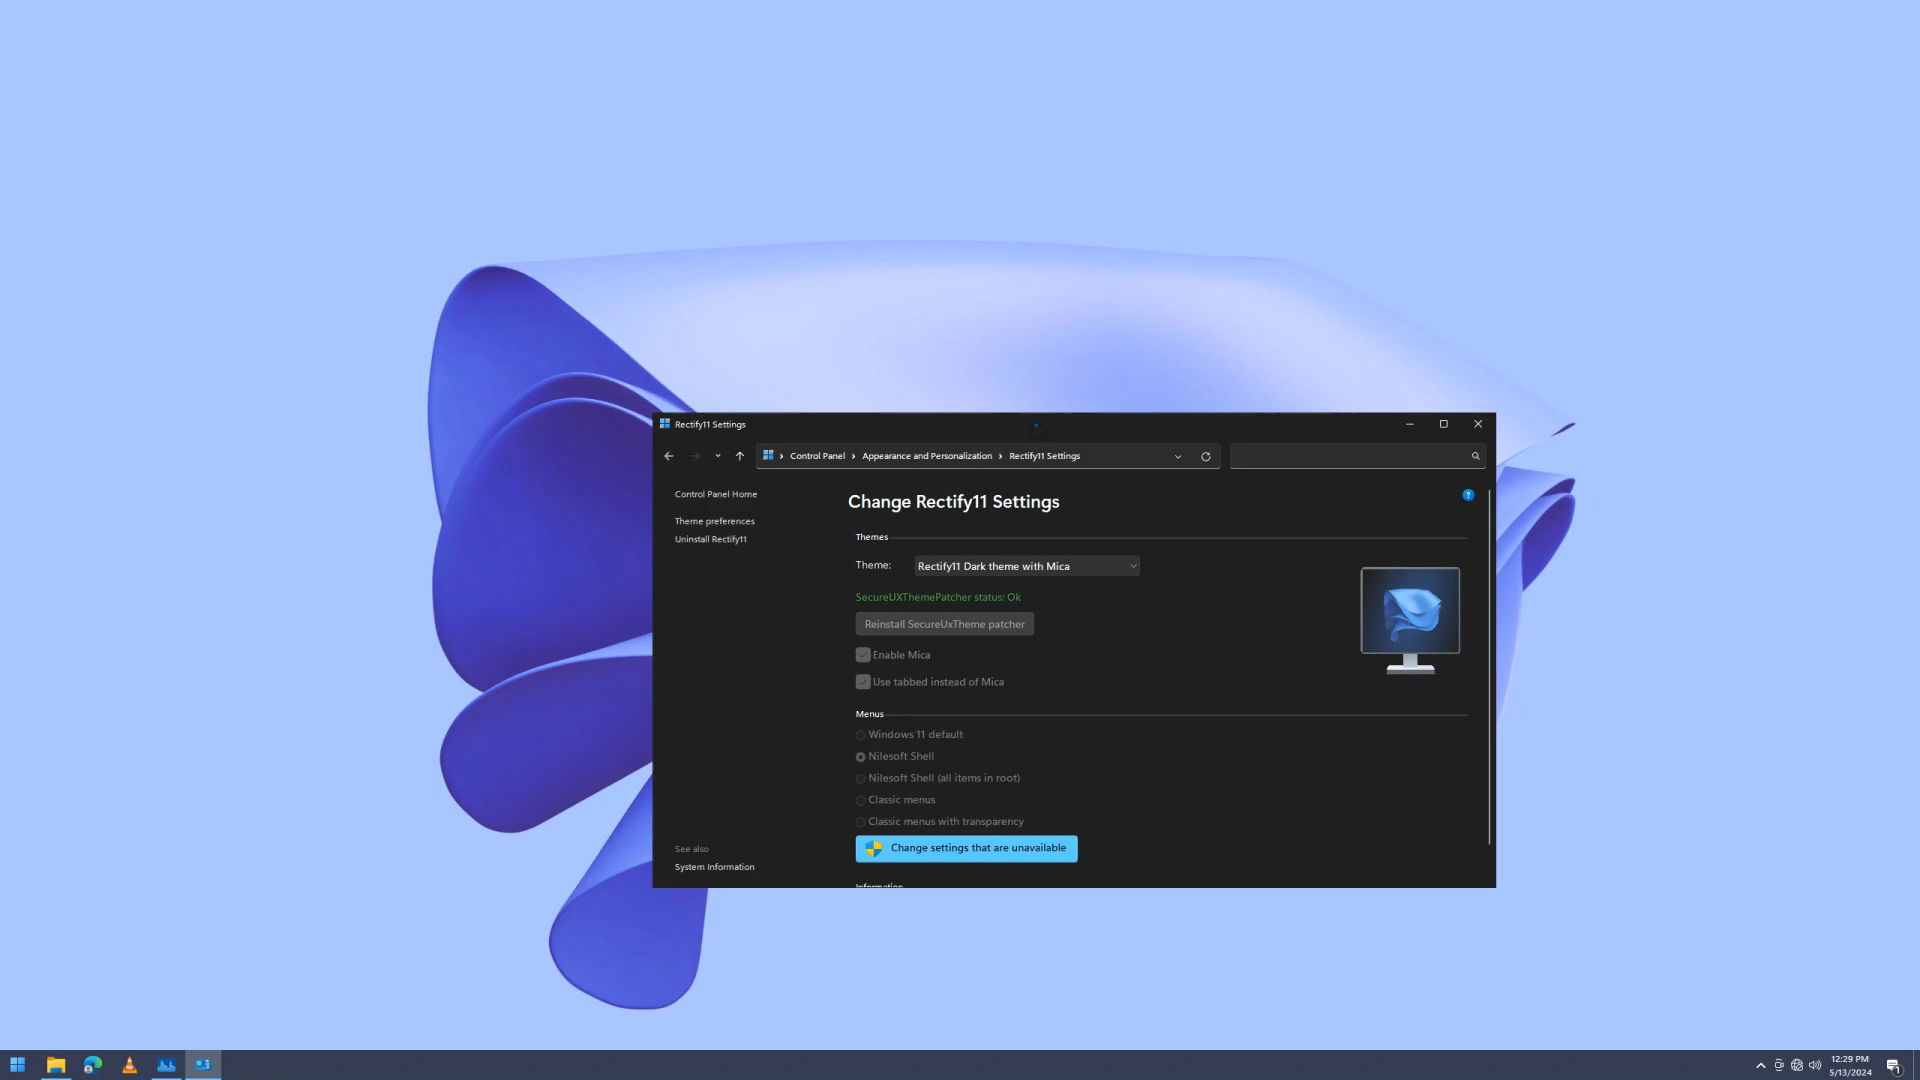 Rectify11 Settings
Control Panel › Appearance and Personalization › Rectify11 Settings
Control Panel Home
Theme preferences
Uninstall Rectify11
See also
System Information
Change Rectify11 Settings
?
Themes
Theme: Rectify11 Dark theme with Mica
SecureUXThemePatcher status: Ok
Reinstall SecureUxTheme patcher
Enable Mica
Use tabbed instead of Mica
Menus
Windows 11 default
Nilesoft Shell
Nilesoft Shell (all items in root)
Classic menus
Classic menus with transparency
Change settings that are unavailable
Information
12:29 PM
5/13/2024
1